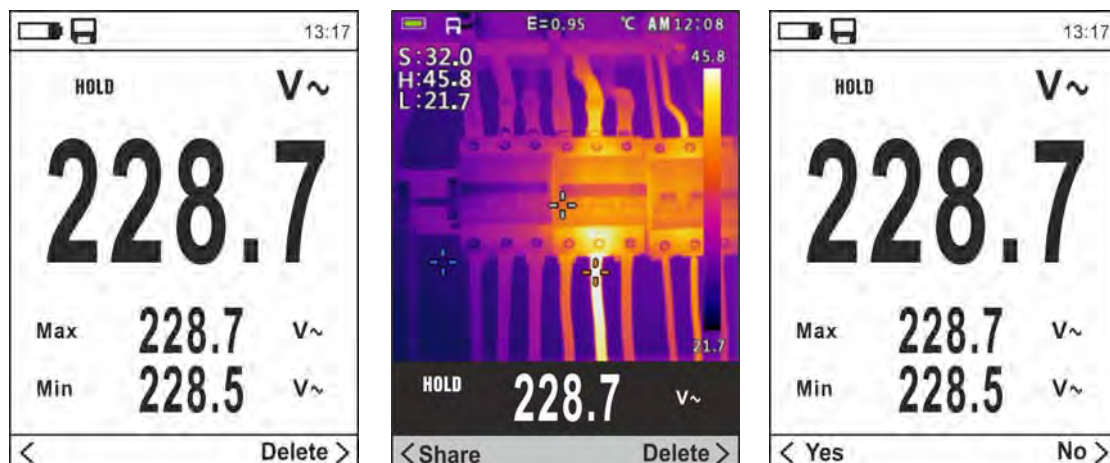 13:17
HOLD V~
228.7
Max 228.7 V~
Min 228.5 V~
< Delete >
E=0.95 ℃ AM12:08
S:32.0 45.8
H:45.8
L:21.7
21.7
HOLD 228.7 V~
<Share Delete >
13:17
HOLD V~
228.7
Max 228.7 V~
Min 228.5 V~
< Yes No >